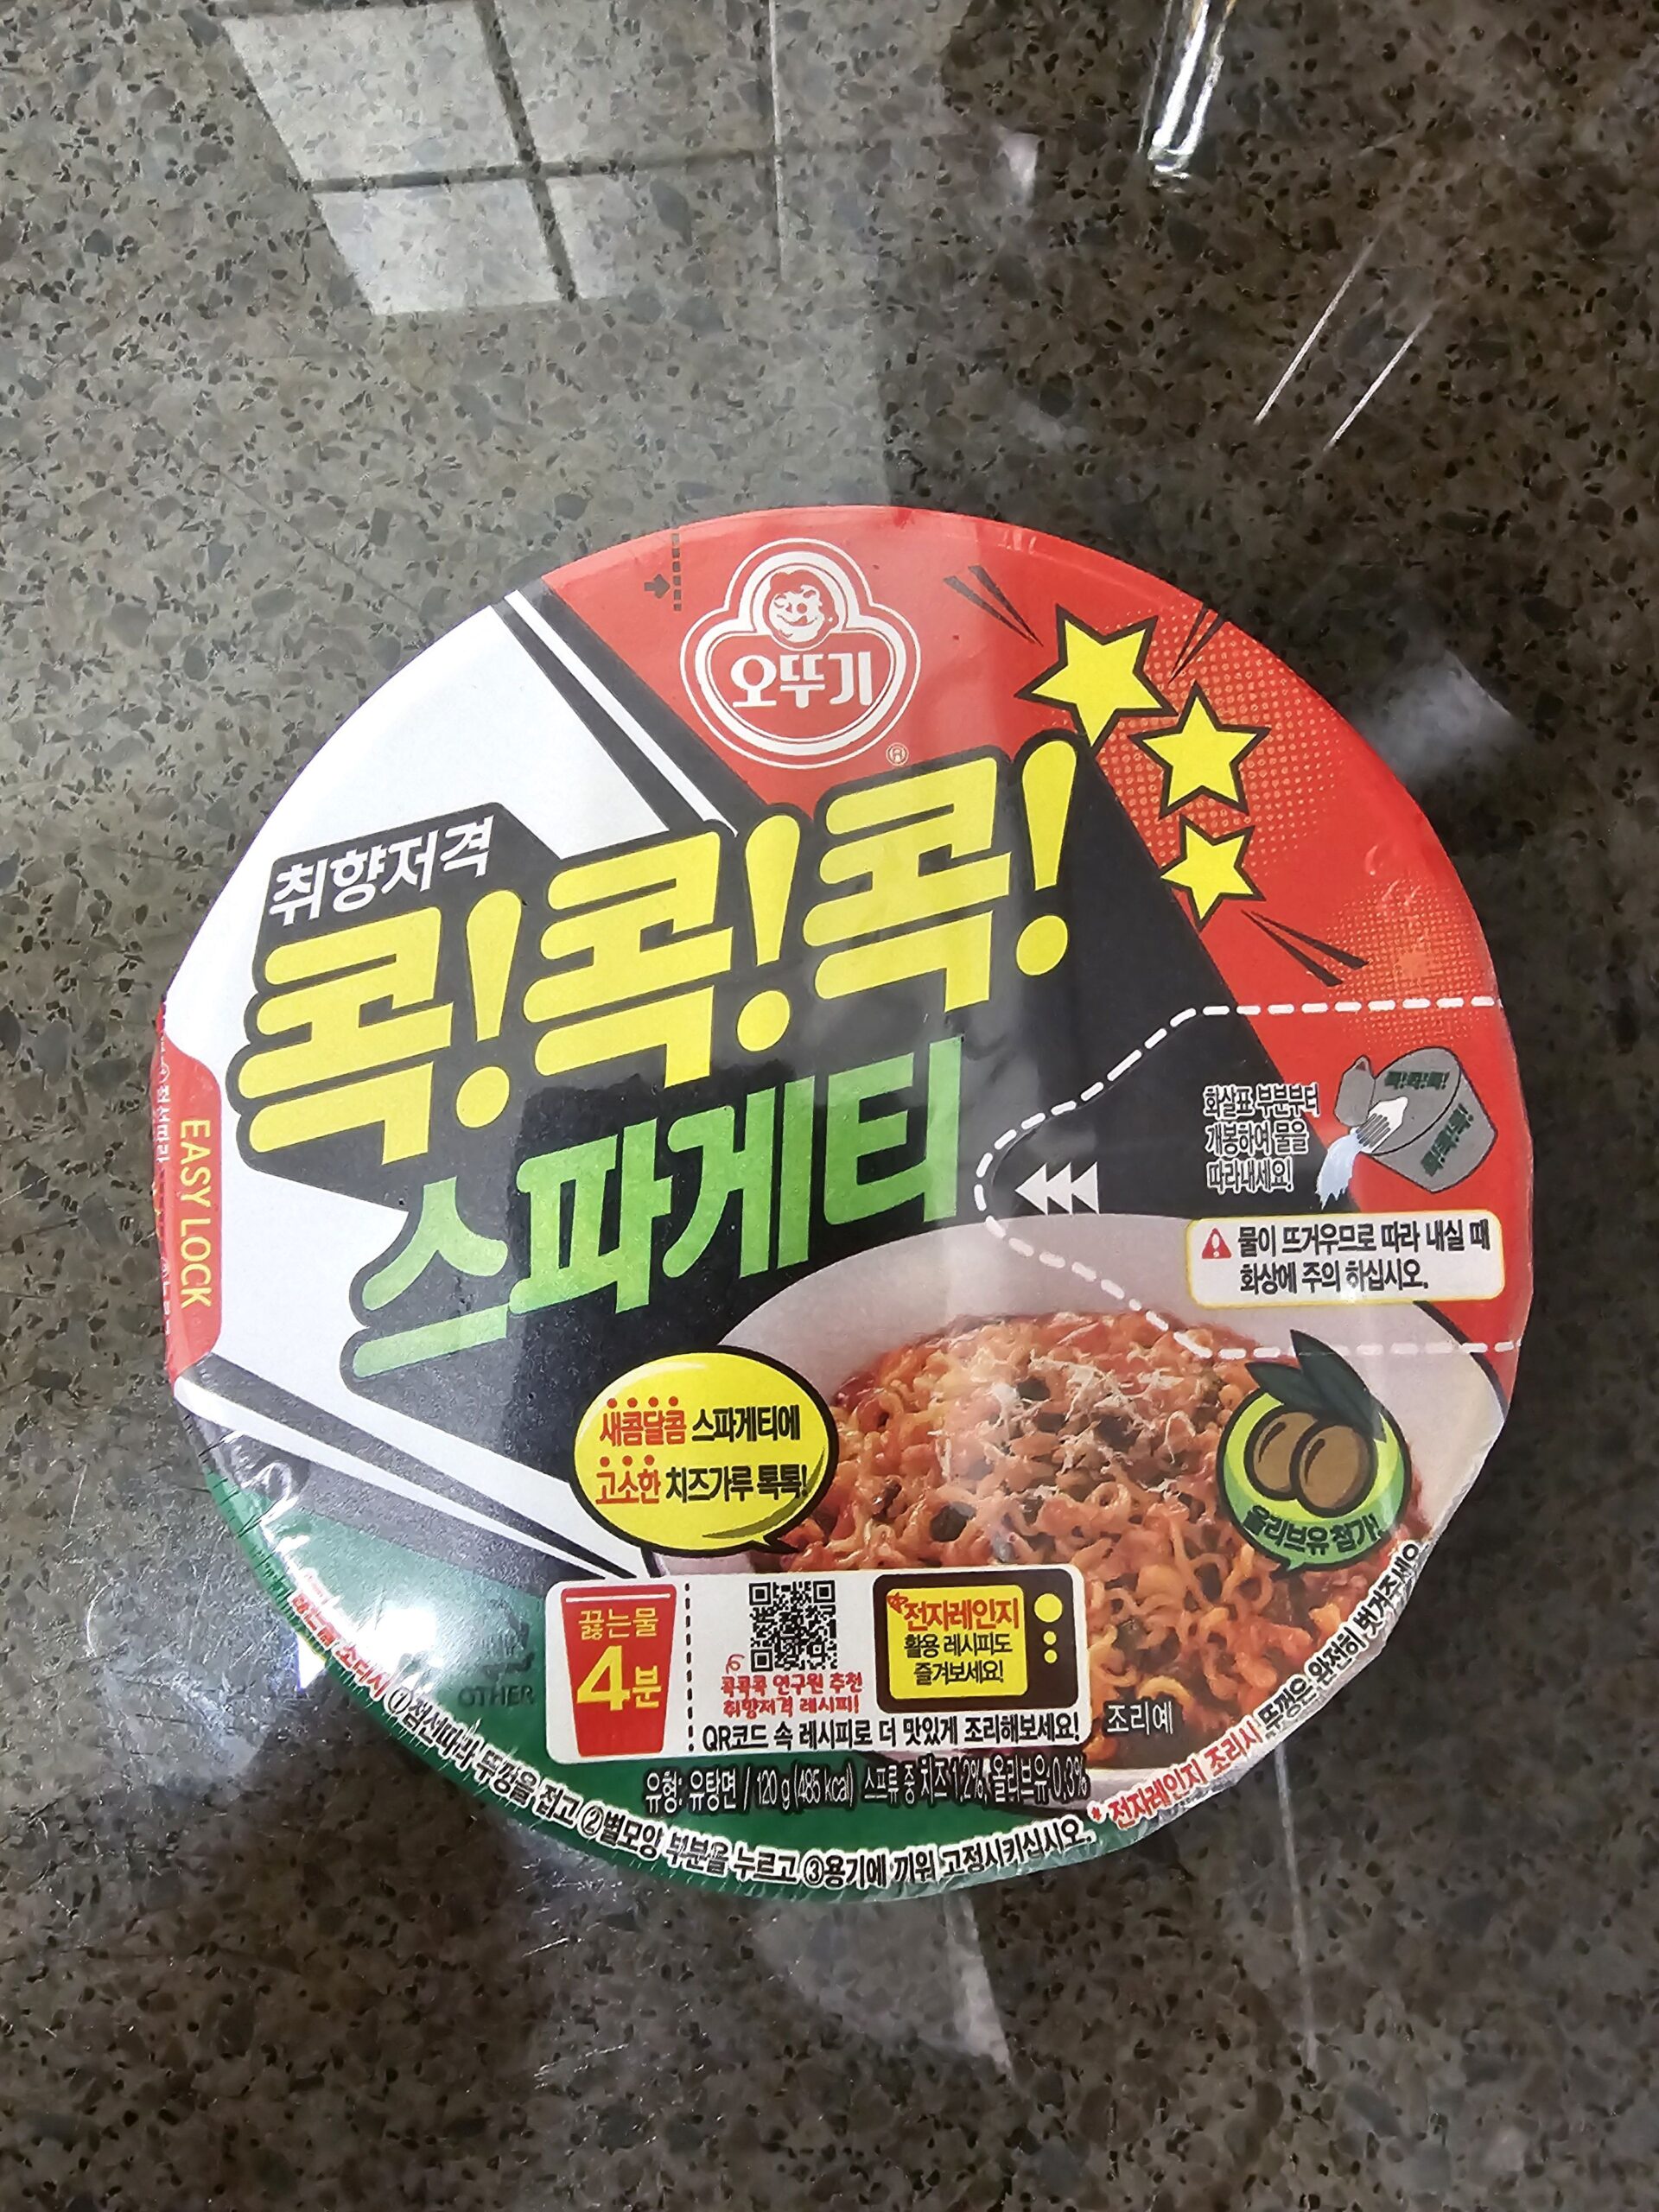 오뚜기
취향저격
콕!콕!콕!
스파게티
EASY LOCK
화살표 부분부터
개봉하여 물을
따라내세요!
물이 뜨거우므로 따라 내실 때
화상에 주의 하십시오.
새콤달콤 스파게티에
고소한 치즈가루 톡톡!
올리브유 첨가!
끓는물
4분
콕콕콕 연구원 추천
취향저격 레시피!
전자레인지
활용 레시피도
즐겨보세요!
QR코드 속 레시피로 더 맛있게 조리해보세요!
조리예
OTHER
유형: 유탕면 / 120 g (485 kcal) 스프류 중 치즈 1.2%, 올리브유 0.3%
조리시 ①점선따라 뚜껑을 접고 ②별모양 부분을 누르고 ③용기에 끼워 고정시키십시오.
*전자레인지 조리시 뚜껑은 완전히 벗겨주세요